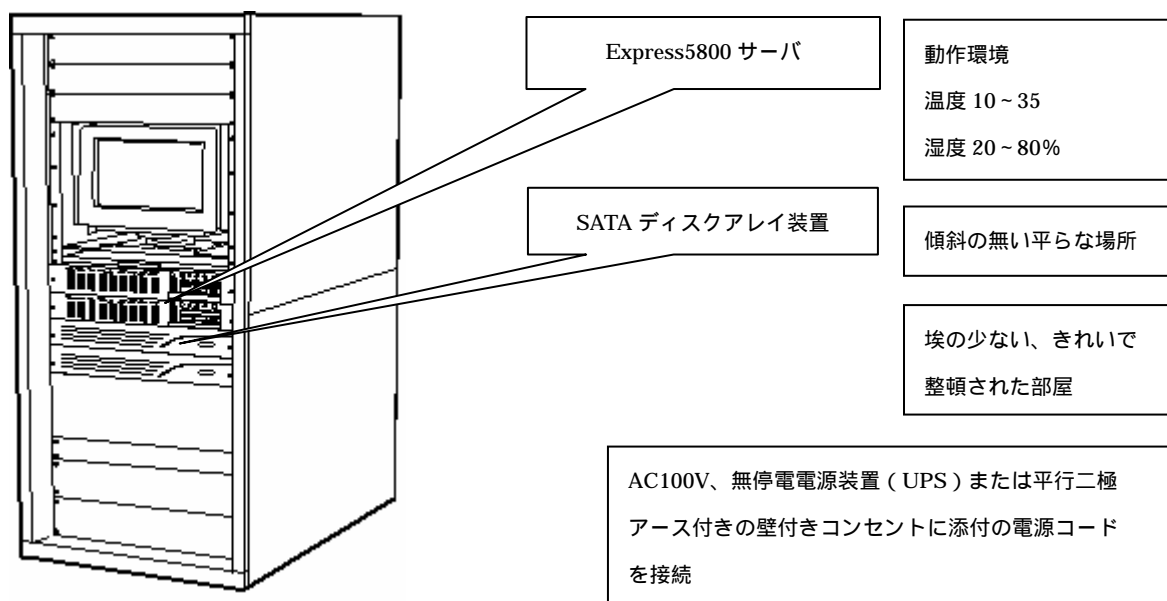 Express5800 サーバ
動作環境
温度 10~35
湿度 20~80%
SATA ディスクアレイ装置
傾斜の無い平らな場所
埃の少ない、きれいで
整頓された部屋
AC100V、無停電電源装置（UPS）または平行二極
アース付きの壁付きコンセントに添付の電源コード
を接続